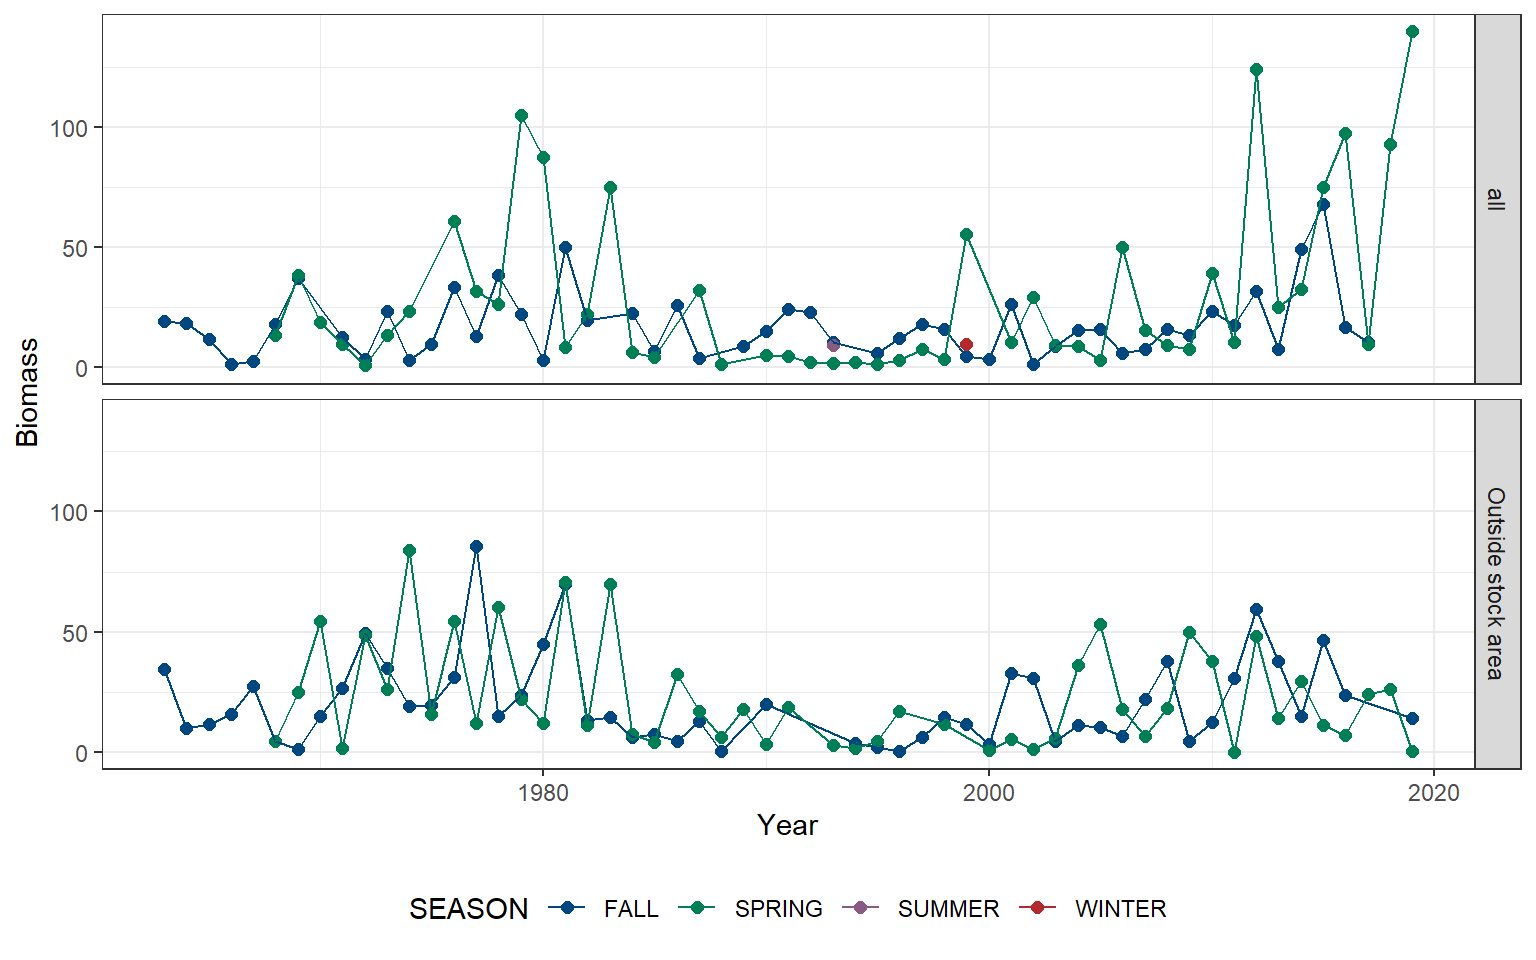 Biomass
100
50
0
all
100
50
0
Outside stock area
1980 2000 2020
Year
SEASON FALL SPRING SUMMER WINTER